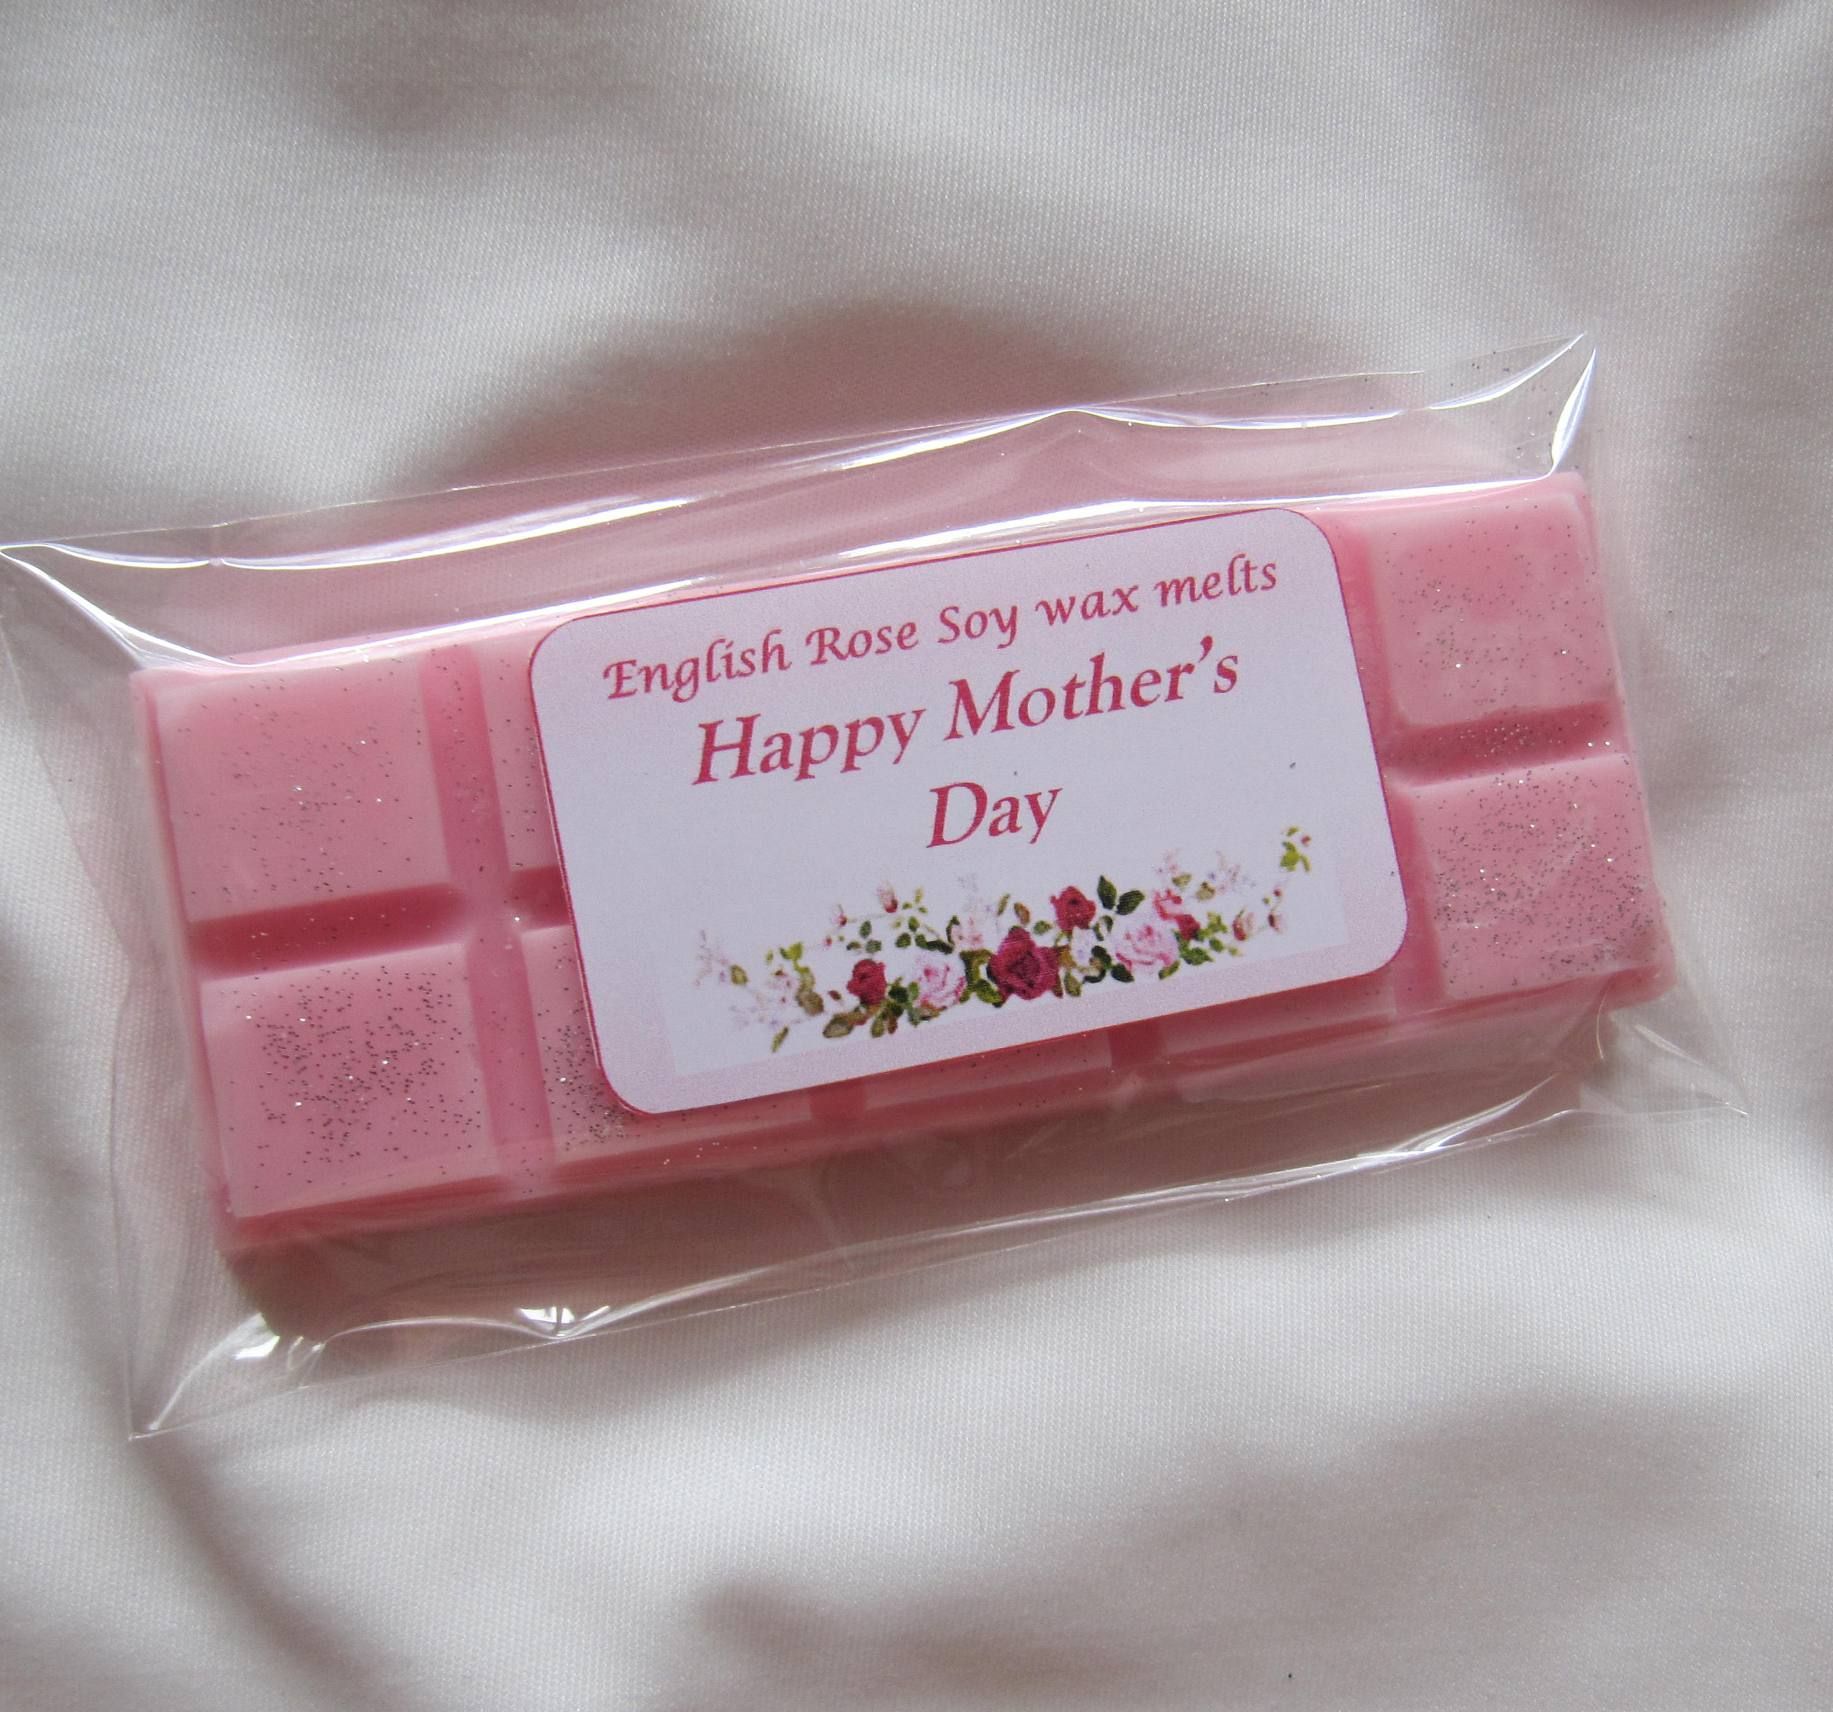 English Rose Soy wax melts
Happy Mother's
Day